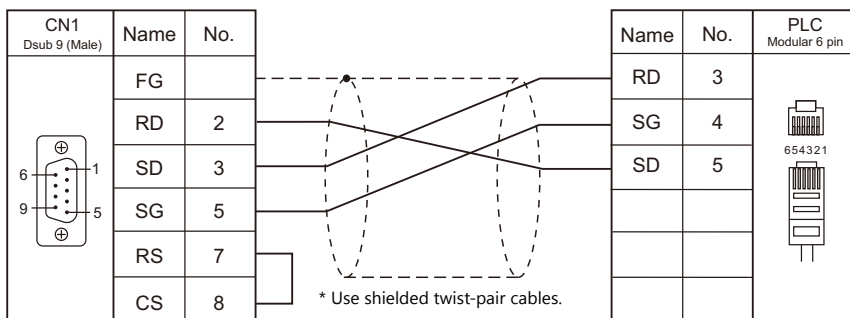 CN1
Dsub 9 (Male)
Name
No.
FG
RD
2
SD
3
SG
5
RS
7
CS
8
6
1
9
5
* Use shielded twist-pair cables.
Name
No.
PLC
Modular 6 pin
RD
3
SG
4
SD
5
654321